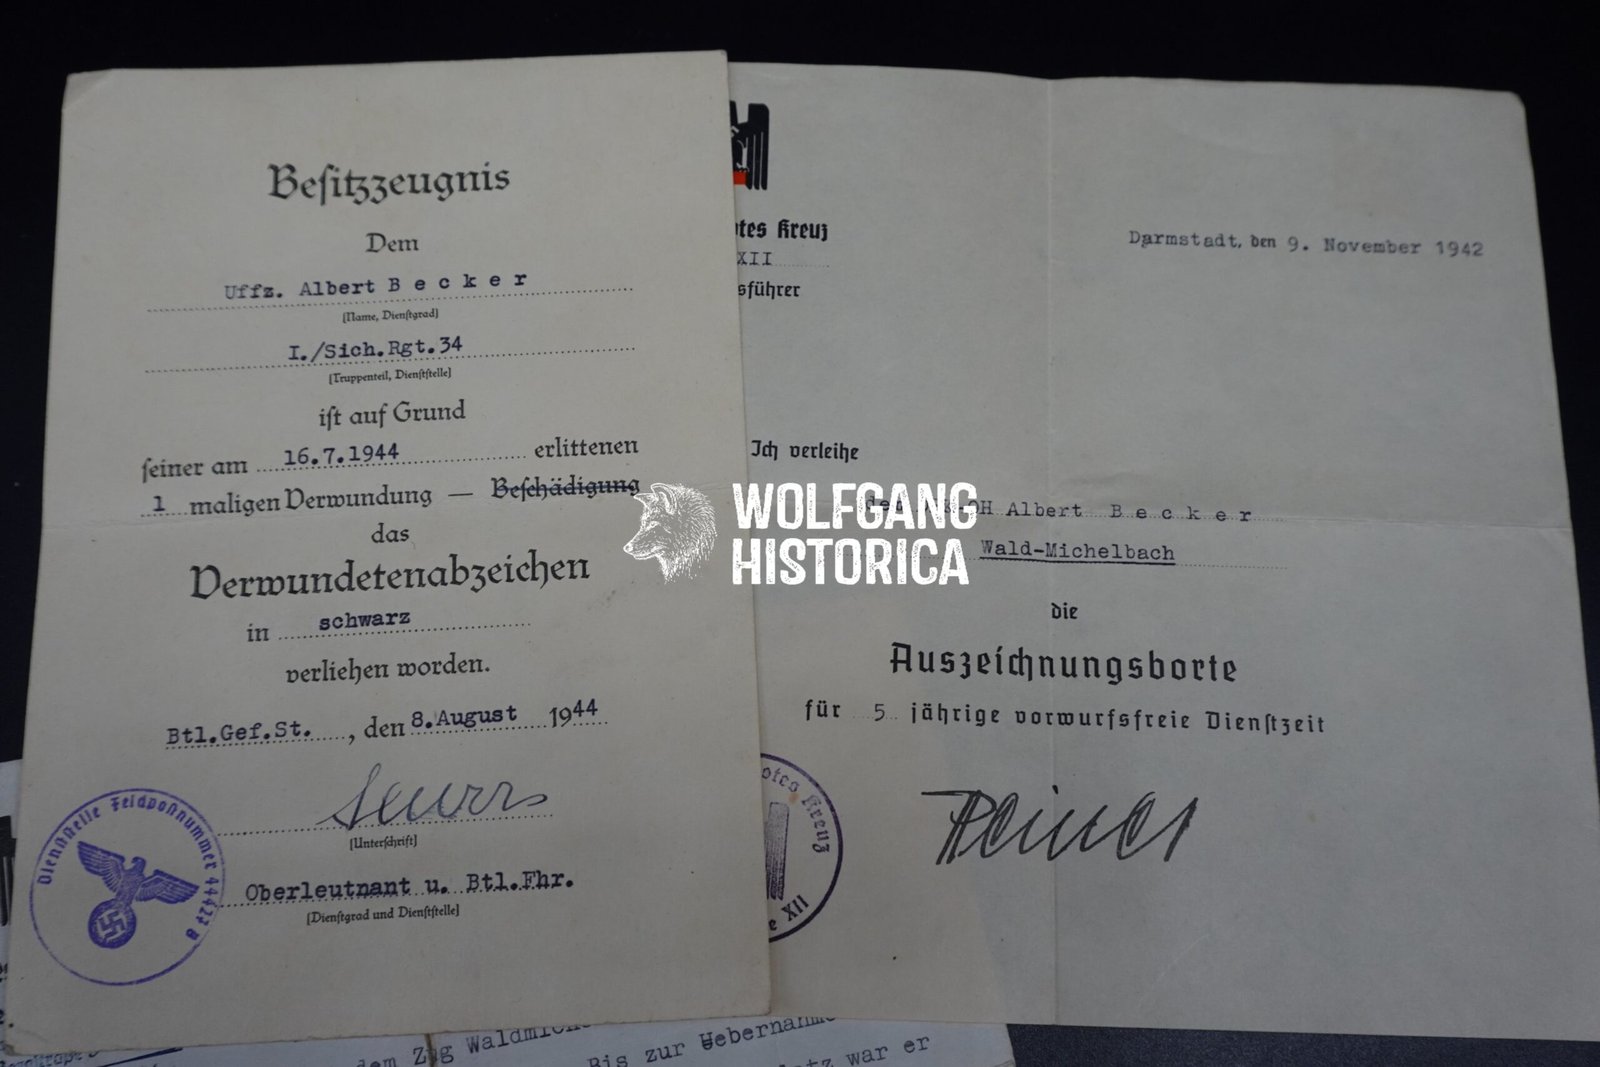 Besitzzeugnis
Dem
Uffz. Albert B e c k e r
(Name, Dienstgrad)
I./Sich.Rgt.34
(Truppenteil, Dienststelle)
ist auf Grund
seiner am 16.7.1944 erlittenen
1 maligen Verwundung — Beschädigung
das
Verwundetenabzeichen
in schwarz
verliehen worden.
Btl.Gef.St. , den 8.August 1944
(Unterschrift)
Oberleutnant u. Btl.Fhr.
(Dienstgrad und Dienststelle)
Dienststelle Feldpostnummer 44427 B
otes Kreuz
XII
sführer
Darmstadt, den 9. November 1942
Ich verleihe
Albert B e c k e r
Wald-Michelbach
die
Auszeichnungsborte
für 5 jährige vorwurfsfreie Dienstzeit
otes Kreuz
e XII
WOLFGANG
HISTORICA
dem Zug Waldmich
Bis zur Uebernahme
tz war er